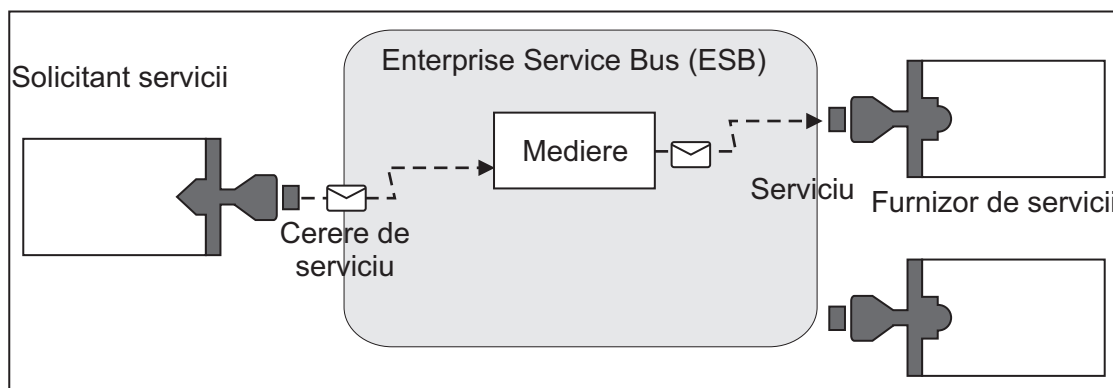 Enterprise Service Bus (ESB)
Solicitant servicii
Mediere
Serviciu
Furnizor de servicii
Cerere de
serviciu